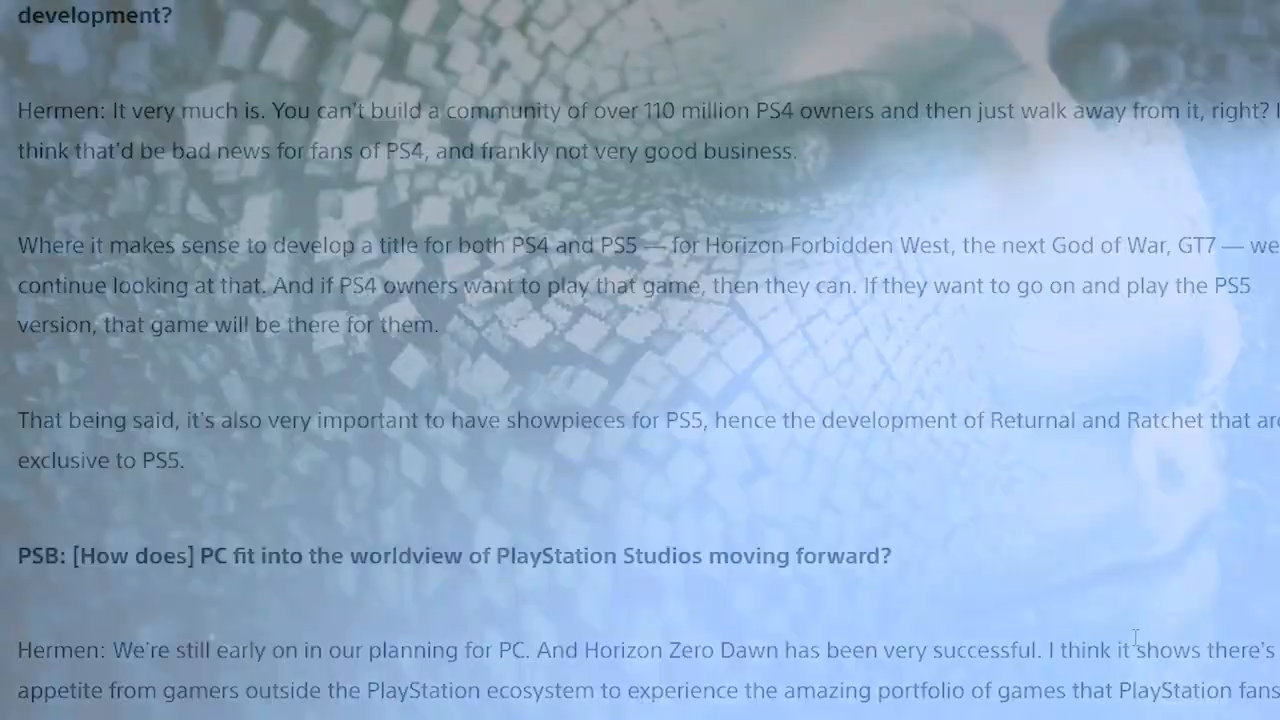 development?
Hermen: It very much is. You can't build a community of over 110 million PS4 owners and then just walk away from it, right? I
think that'd be bad news for fans of PS4, and frankly not very good business.
Where it makes sense to develop a title for both PS4 and PS5 — for Horizon Forbidden West, the next God of War, GT7 — we
continue looking at that. And if PS4 owners want to play that game, then they can. If they want to go on and play the PS5
version, that game will be there for them.
That being said, it's also very important to have showpieces for PS5, hence the development of Returnal and Ratchet that are
exclusive to PS5.
PSB: [How does] PC fit into the worldview of PlayStation Studios moving forward?
Hermen: We're still early on in our planning for PC. And Horizon Zero Dawn has been very successful. I think it shows there's
appetite from gamers outside the PlayStation ecosystem to experience the amazing portfolio of games that PlayStation fans